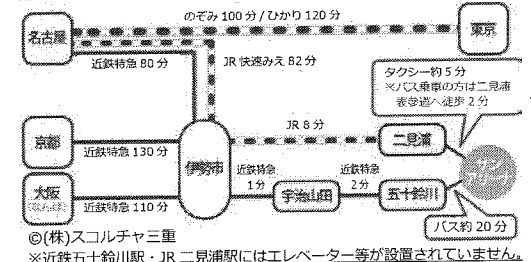 のぞみ 100 分 / ひかり 120 分
名古屋
東京
近鉄特急 80 分
JR 快速みえ 82 分
タクシー約 5 分
※バス乗車の方は二見浦
表参道へ徒歩 2 分
JR 8 分
二見浦
京都
近鉄特急 130 分
伊勢市
近鉄特急
1 分
近鉄特急
2 分
大阪
近鉄特急 110 分
宇治山田
五十鈴川
バス約 20 分
©(株)スコルチャ三重
※近鉄五十鈴川駅・JR 二見浦駅にはエレベーター等が設置されていません。